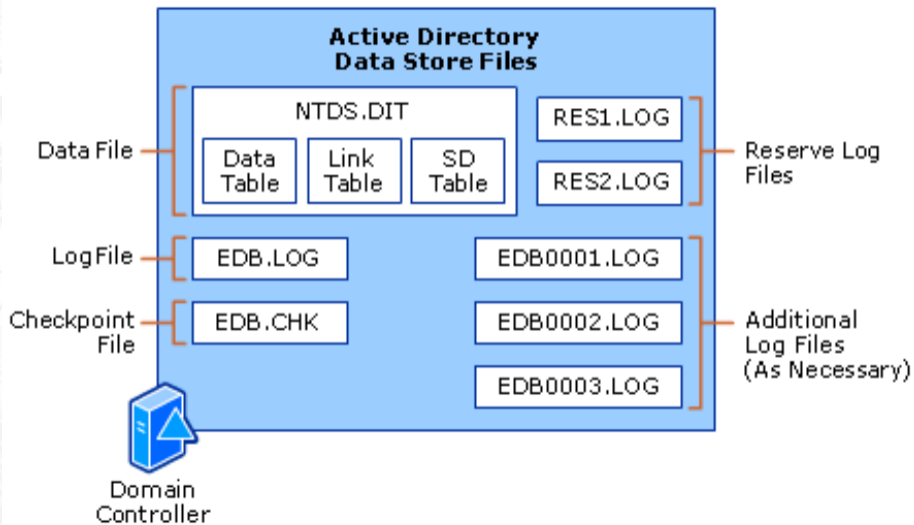 Active Directory
Data Store Files
NTDS.DIT
Data
Table
Link
Table
SD
Table
RES1.LOG
RES2.LOG
Data File
Reserve Log
Files
Log File
EDB.LOG
EDB0001.LOG
Checkpoint
File
EDB.CHK
EDB0002.LOG
EDB0003.LOG
Additional
Log Files
(As Necessary)
Domain
Controller